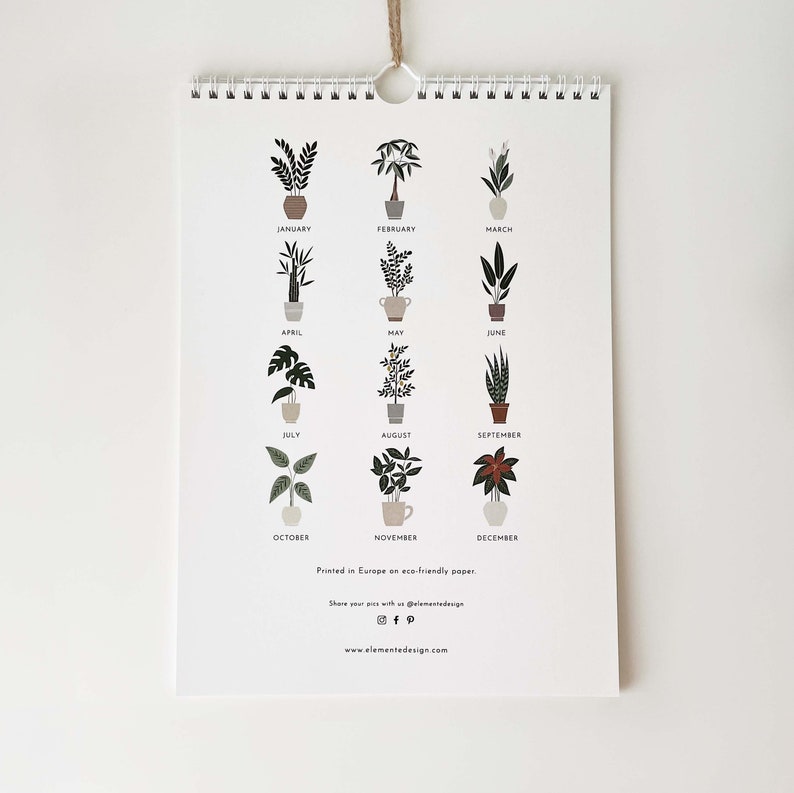 JANUARY FEBRUARY MARCH
APRIL MAY JUNE
JULY AUGUST SEPTEMBER
OCTOBER NOVEMBER DECEMBER
Printed in Europe on eco-friendly paper.
Share your pics with us @elementedesign
www.elementedesign.com